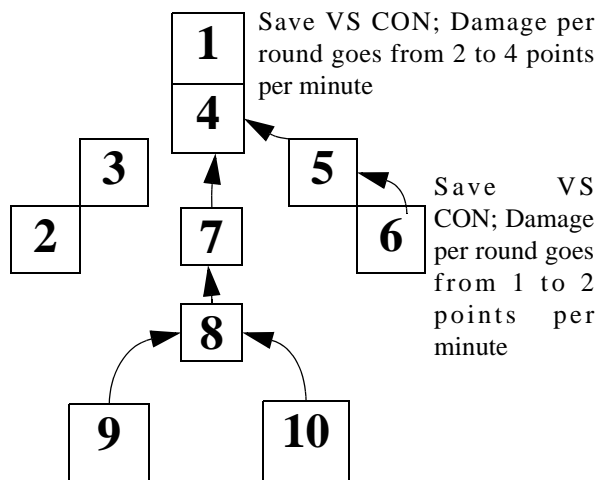 1
Save VS CON; Damage per
round goes from 2 to 4 points
per minute
4
3
5
2
7
6
Save VS
CON; Damage
per round goes
from 1 to 2
points per
minute
8
9
10